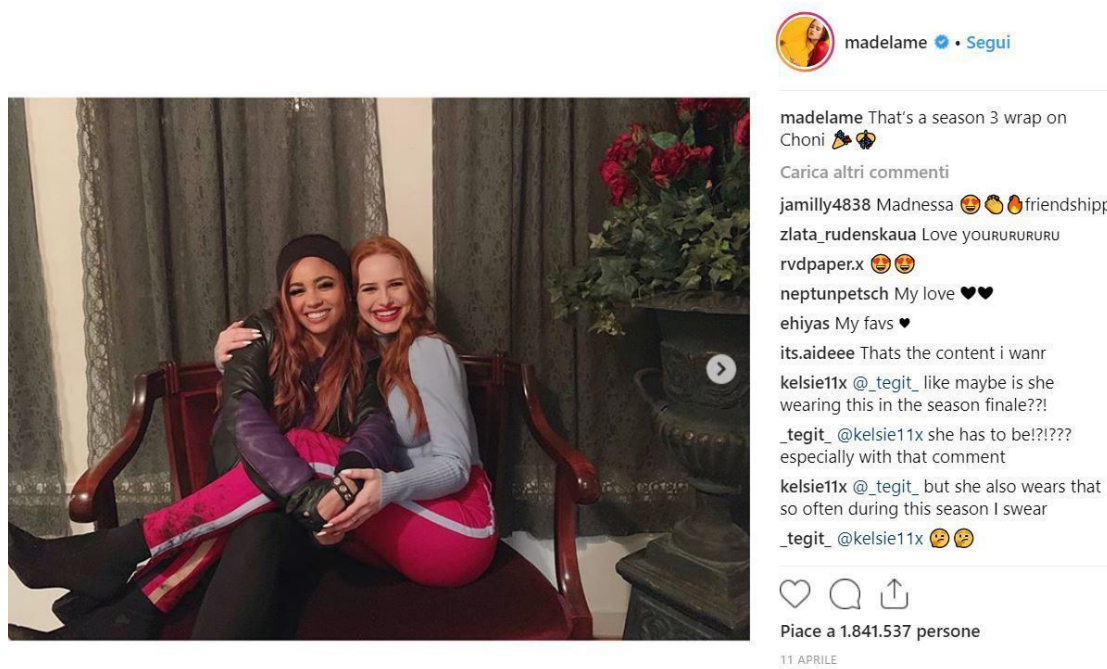 madelame • Segui
madelame That's a season 3 wrap on
Choni
Carica altri commenti
jamilly4838 Madnessa 😍👏🔥friendshipp
zlata_rudenskaua Love youʀᴜʀᴜʀᴜʀᴜ
rvdpaper.x 😍😍
neptunpetsch My love ♥♥
ehiyas My favs ♥
its.aideee Thats the content i wanr
kelsie11x @_tegit_ like maybe is she
wearing this in the season finale??!
_tegit_ @kelsie11x she has to be!?!???
especially with that comment
kelsie11x @_tegit_ but she also wears that
so often during this season I swear
_tegit_ @kelsie11x 🤔🤔
Piace a 1.841.537 persone
11 APRILE